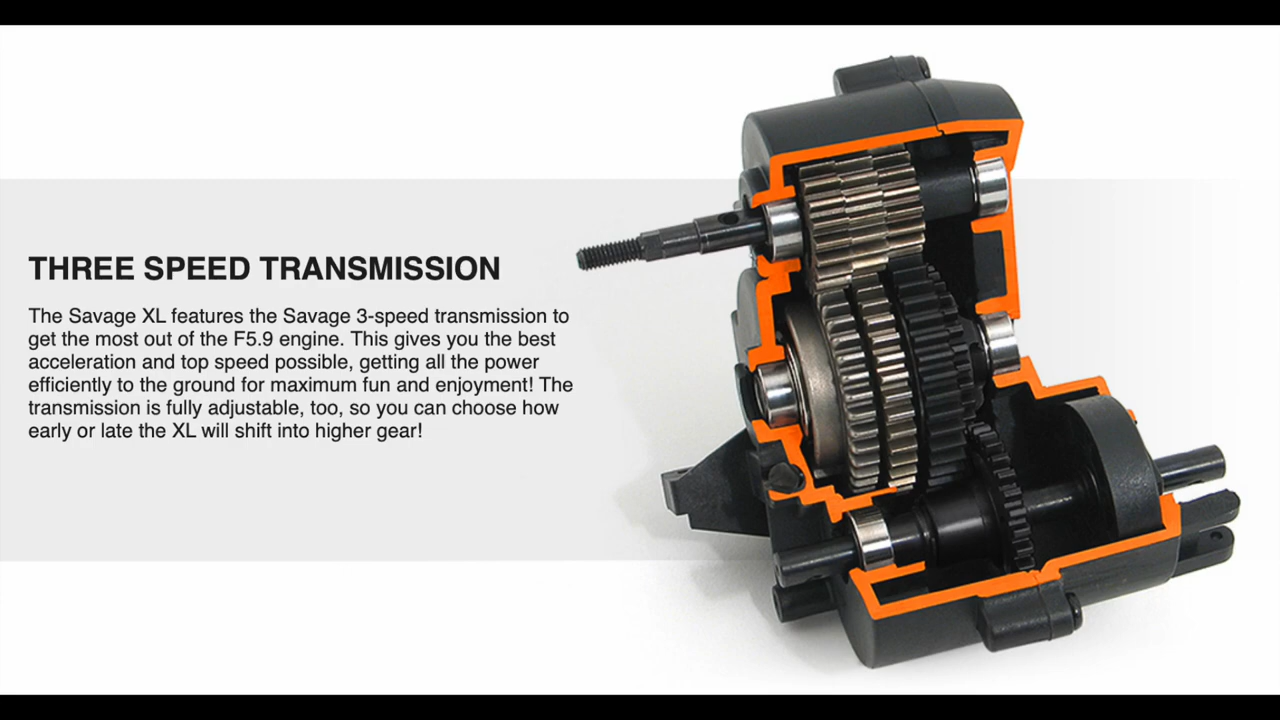 THREE SPEED TRANSMISSION
The Savage XL features the Savage 3-speed transmission to
get the most out of the F5.9 engine. This gives you the best
acceleration and top speed possible, getting all the power
efficiently to the ground for maximum fun and enjoyment! The
transmission is fully adjustable, too, so you can choose how
early or late the XL will shift into higher gear!